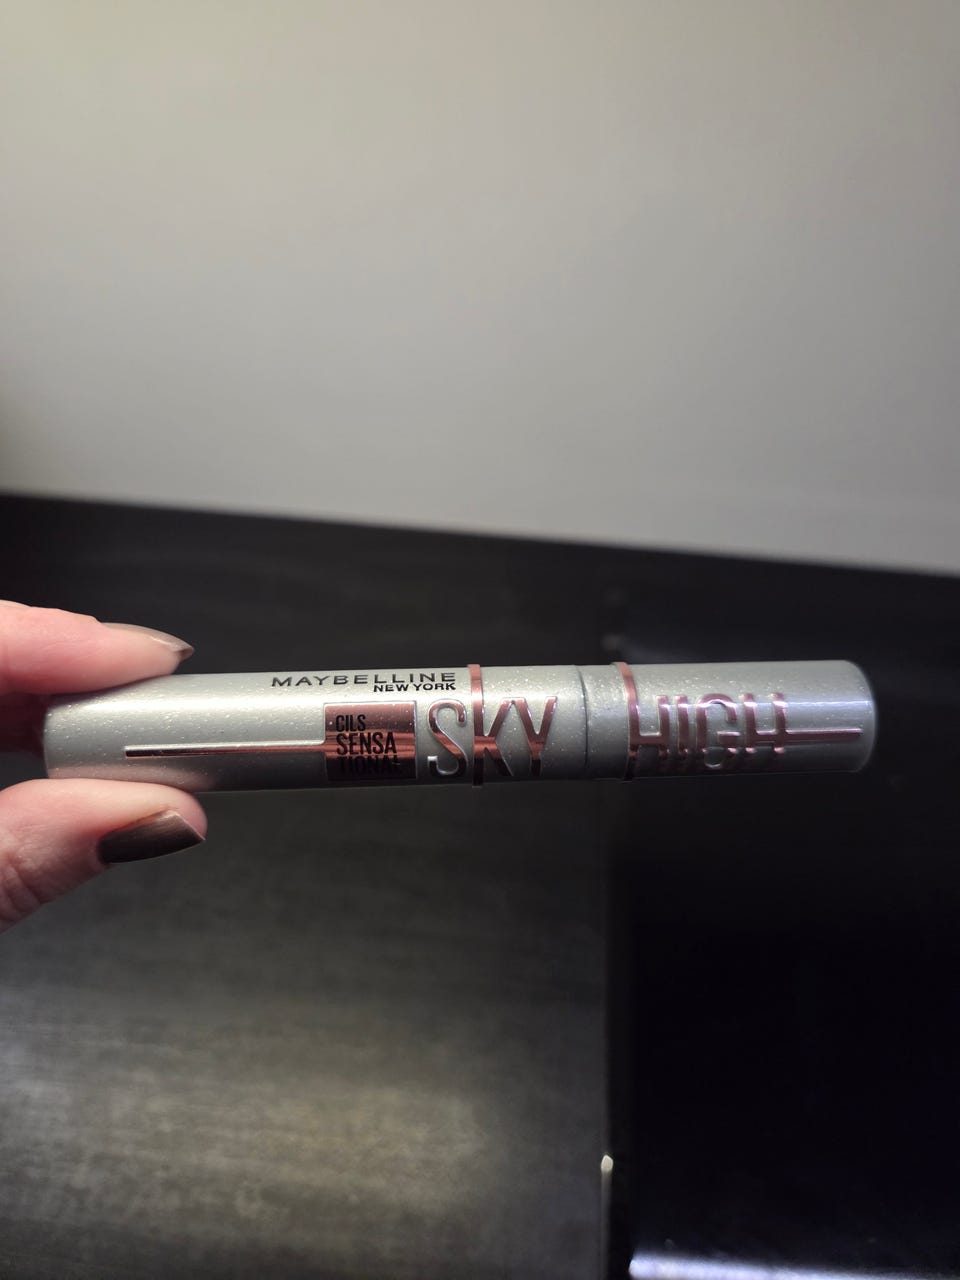 MAYBELLINE
NEW YORK
CILS
SENSA
TIONAL
SKY HIGH